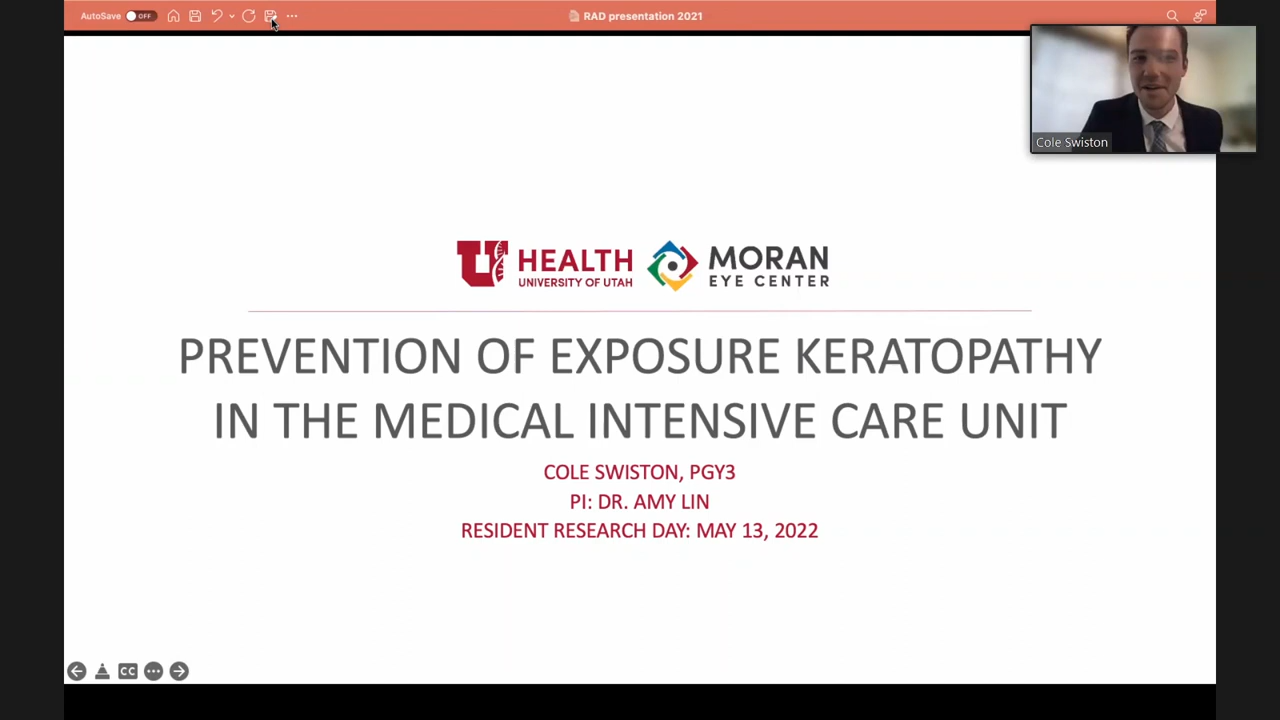 AutoSave OFF
RAD presentation 2021
Cole Swiston
U HEALTH
UNIVERSITY OF UTAH
MORAN
EYE CENTER
PREVENTION OF EXPOSURE KERATOPATHY
IN THE MEDICAL INTENSIVE CARE UNIT
COLE SWISTON, PGY3
PI: DR. AMY LIN
RESIDENT RESEARCH DAY: MAY 13, 2022
CC